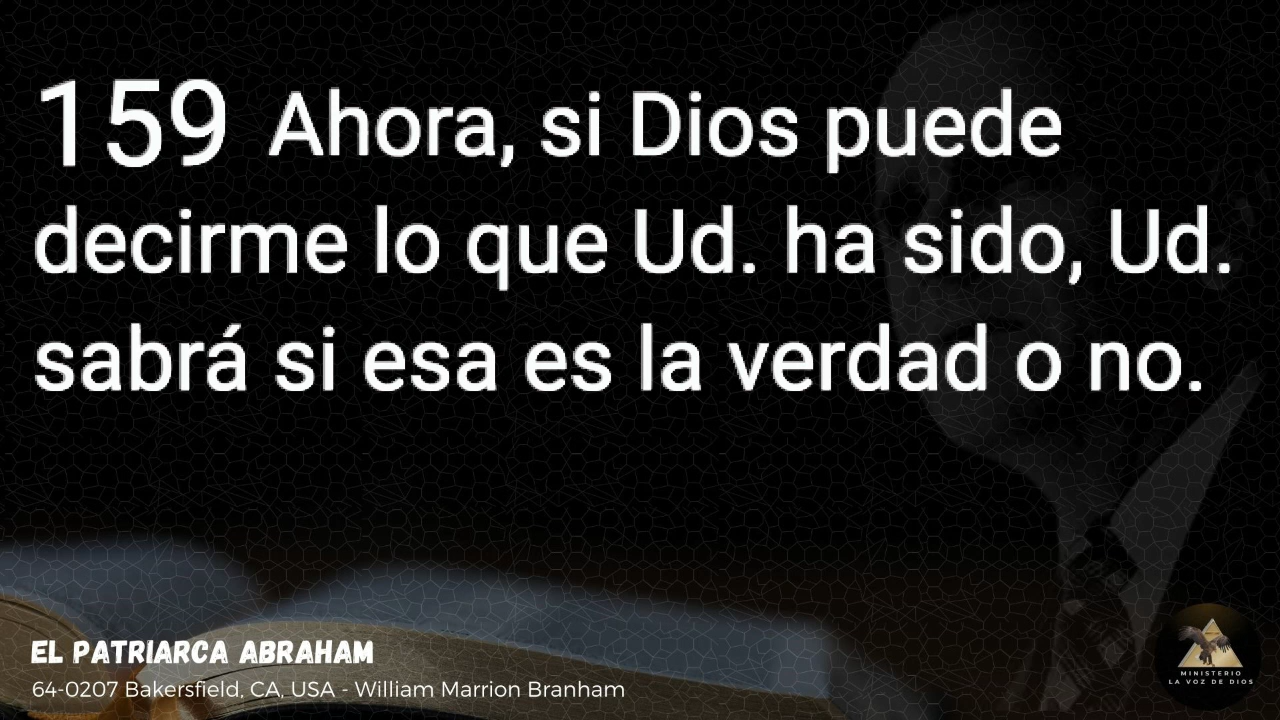 159 Ahora, si Dios puede
decirme lo que Ud. ha sido, Ud.
sabrá si esa es la verdad o no.
EL PATRIARCA ABRAHAM
64-0207 Bakersfield, CA, USA - William Marrion Branham
MINISTERIO
LA VOZ DE DIOS